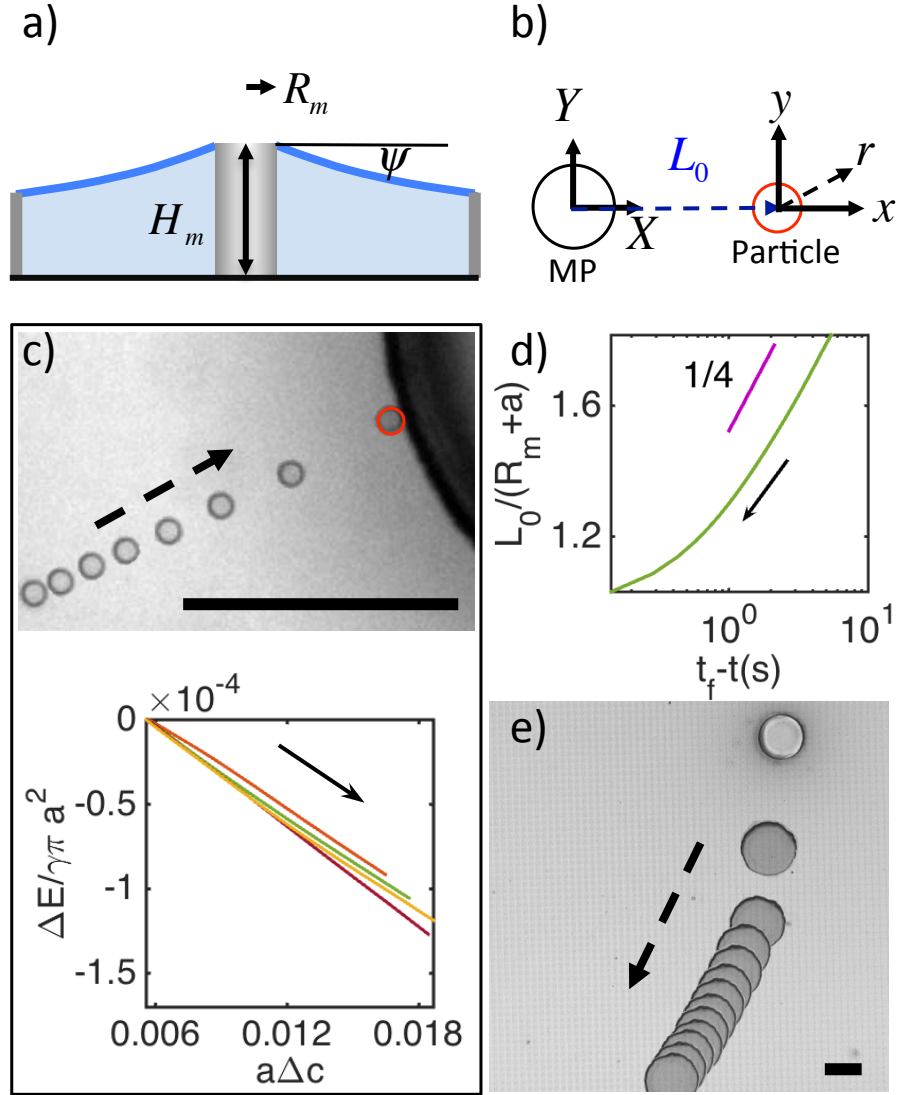 a)
R_m
ψ
H_m
b)
Y
y
L_0
r
X
x
MP
Particle
c)
d)
L_0/(R_m+a)
1.6
1.2
1/4
10^0
10^1
t_f-t(s)
×10^-4
0
-0.5
-1
-1.5
ΔE/γπ a^2
0.006
0.012
0.018
aΔc
e)